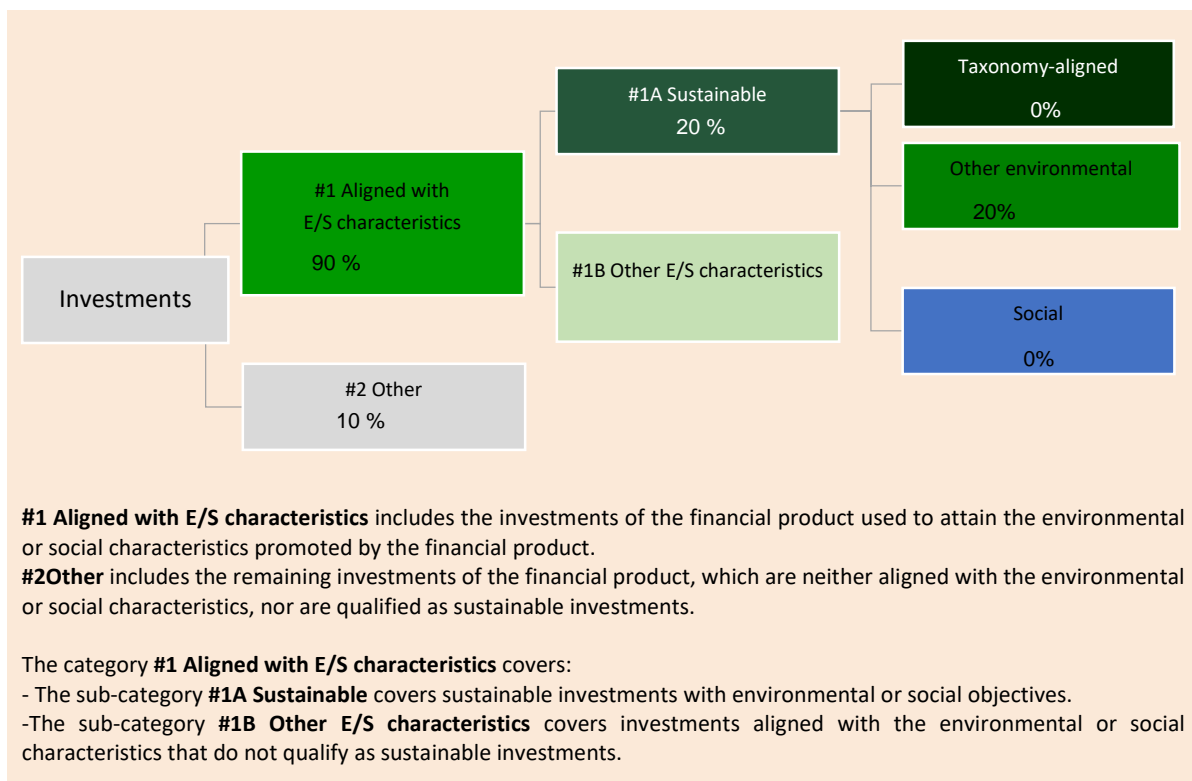 Taxonomy-aligned
0%
#1A Sustainable
20 %
Other environmental
20%
#1 Aligned with
E/S characteristics
90 %
#1B Other E/S characteristics
Investments
Social
0%
#2 Other
10 %
#1 Aligned with E/S characteristics includes the investments of the financial product used to attain the environmental
or social characteristics promoted by the financial product.
#2Other includes the remaining investments of the financial product, which are neither aligned with the environmental
or social characteristics, nor are qualified as sustainable investments.
The category #1 Aligned with E/S characteristics covers:
- The sub-category #1A Sustainable covers sustainable investments with environmental or social objectives.
-The sub-category #1B Other E/S characteristics covers investments aligned with the environmental or social
characteristics that do not qualify as sustainable investments.